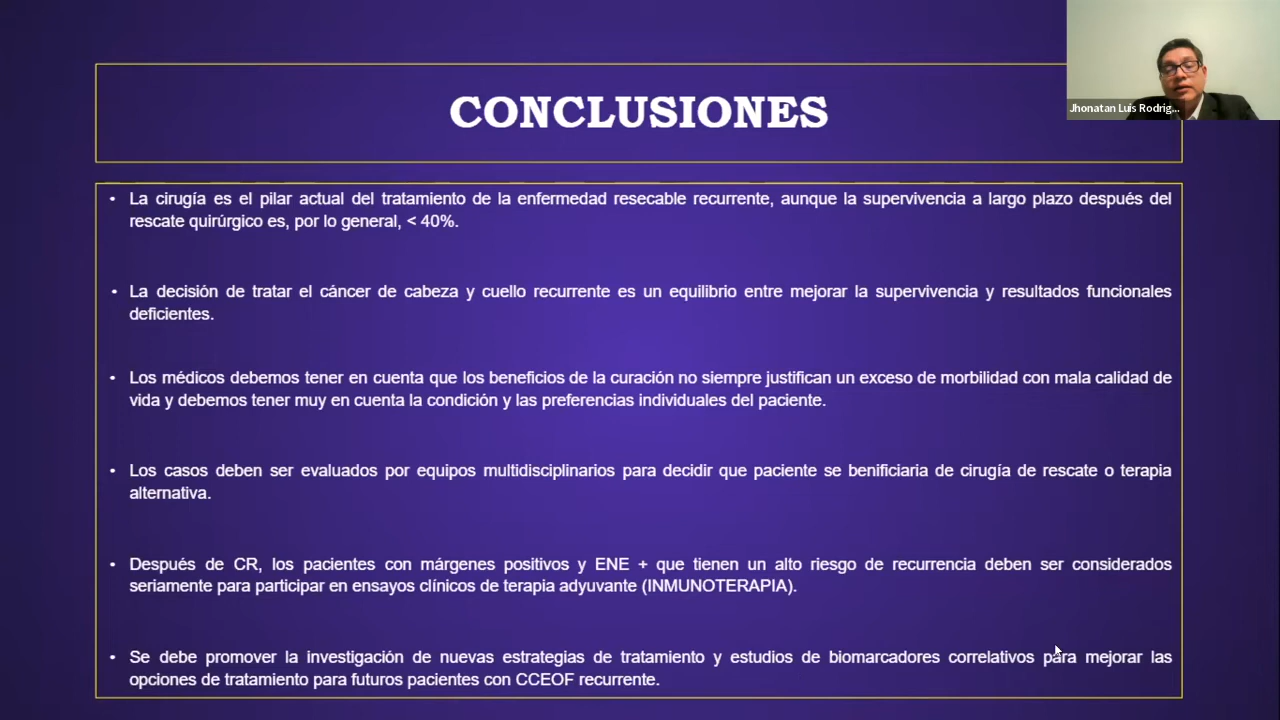 CONCLUSIONES
Jhonatan Luis Rodrig...
• La cirugía es el pilar actual del tratamiento de la enfermedad resecable recurrente, aunque la supervivencia a largo plazo después del
rescate quirúrgico es, por lo general, < 40%.
• La decisión de tratar el cáncer de cabeza y cuello recurrente es un equilibrio entre mejorar la supervivencia y resultados funcionales
deficientes.
• Los médicos debemos tener en cuenta que los beneficios de la curación no siempre justifican un exceso de morbilidad con mala calidad de
vida y debemos tener muy en cuenta la condición y las preferencias individuales del paciente.
• Los casos deben ser evaluados por equipos multidisciplinarios para decidir que paciente se benificiaria de cirugía de rescate o terapia
alternativa.
• Después de CR, los pacientes con márgenes positivos y ENE + que tienen un alto riesgo de recurrencia deben ser considerados
seriamente para participar en ensayos clínicos de terapia adyuvante (INMUNOTERAPIA).
• Se debe promover la investigación de nuevas estrategias de tratamiento y estudios de biomarcadores correlativos para mejorar las
opciones de tratamiento para futuros pacientes con CCEOF recurrente.